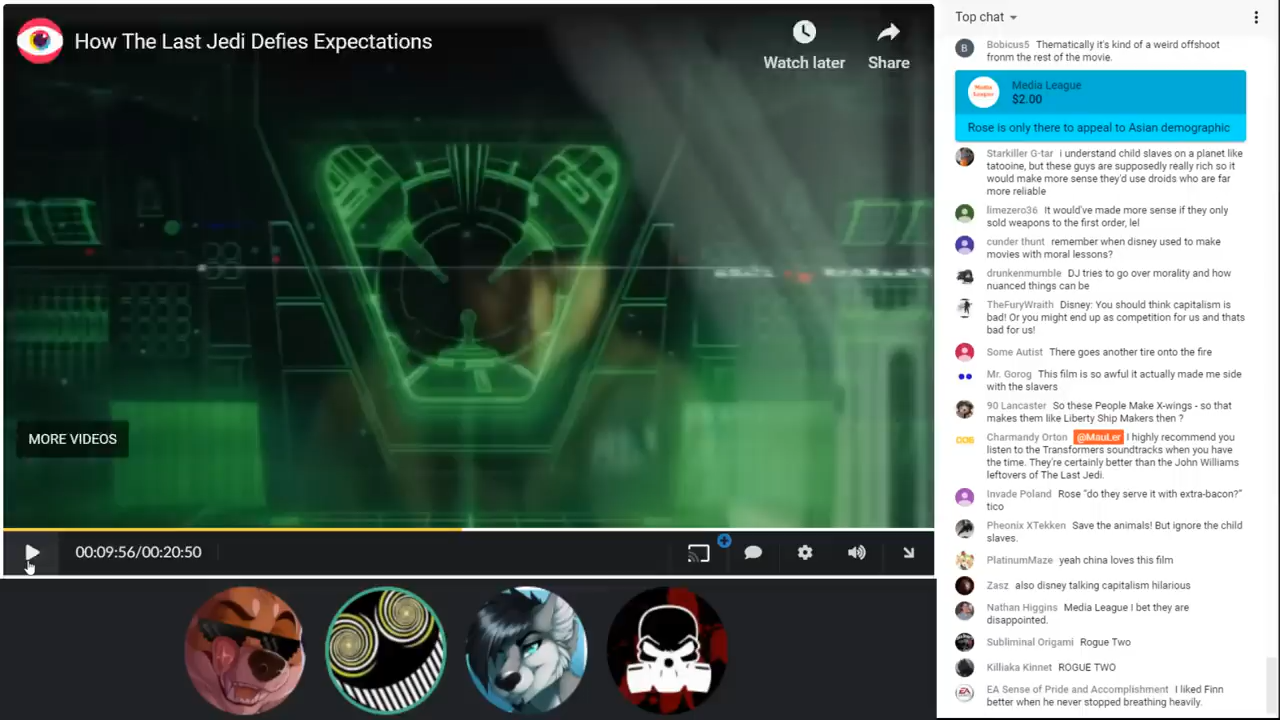 How The Last Jedi Defies Expectations
Watch later
Share
MORE VIDEOS
00:09:56/00:20:50
Top chat
B
Bobicus5 Thematically it's kind of a weird offshoot
fronm the rest of the movie.
Media League
Media League
$2.00
Rose is only there to appeal to Asian demographic
Starkiller G-tar i understand child slaves on a planet like
tatooine, but these guys are supposedly really rich so it
would make more sense they'd use droids who are far
more reliable
limezero36 It would've made more sense if they only
sold weapons to the first order, lel
cunder thunt remember when disney used to make
movies with moral lessons?
drunkenmumble DJ tries to go over morality and how
nuanced things can be
TheFuryWraith Disney: You should think capitalism is
bad! Or you might end up as competition for us and thats
bad for us!
Some Autist There goes another tire onto the fire
Mr. Gorog This film is so awful it actually made me side
with the slavers
90 Lancaster So these People Make X-wings - so that
makes them like Liberty Ship Makers then ?
Charmandy Orton @MauLer I highly recommend you
listen to the Transformers soundtracks when you have
the time. They're certainly better than the John Williams
leftovers of The Last Jedi.
Invade Poland Rose "do they serve it with extra-bacon?"
tico
Pheonix XTekken Save the animals! But ignore the child
slaves.
PlatinumMaze yeah china loves this film
Zasz also disney talking capitalism hilarious
Nathan Higgins Media League I bet they are
disappointed.
Subliminal Origami Rogue Two
Killiaka Kinnet ROGUE TWO
EA
EA Sense of Pride and Accomplishment I liked Finn
better when he never stopped breathing heavily.